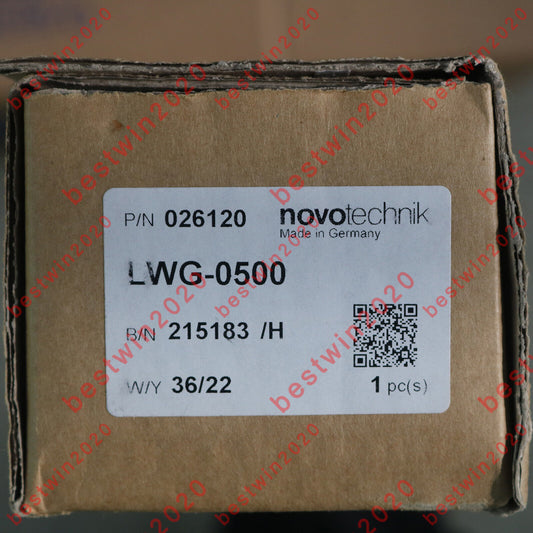 P/N 026120
novotechnik
Made in Germany
LWG-0500
B/N 215183 /H
W/Y 36/22
1 pc(s)
bestwin2020